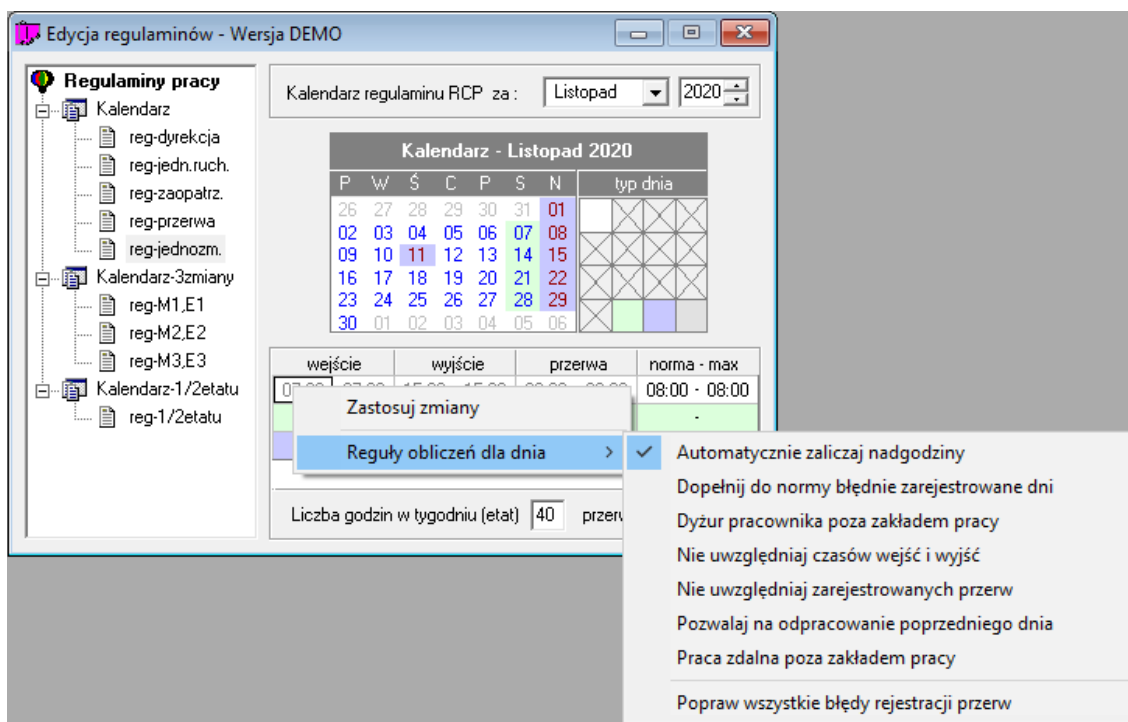 Edycja regulaminów - Wersja DEMO
Regulaminy pracy
Kalendarz
reg-dyrekcja
reg-jedn.ruch.
reg-zaopatrz.
reg-przerwa
reg-jednozm.
Kalendarz-3zmiany
reg-M1,E1
reg-M2,E2
reg-M3,E3
Kalendarz-1/2etatu
reg-1/2etatu
Kalendarz regulaminu RCP za : Listopad 2020
Kalendarz - Listopad 2020
P W Ś C P S N typ dnia
26 27 28 29 30 31 01
02 03 04 05 06 07 08
09 10 11 12 13 14 15
16 17 18 19 20 21 22
23 24 25 26 27 28 29
30 01 02 03 04 05 06
wejście wyjście przerwa norma - max
08:00 - 08:00
-
Zastosuj zmiany
Reguły obliczeń dla dnia >
Liczba godzin w tygodniu (etat) 40
Automatycznie zaliczaj nadgodziny
Dopełnij do normy błędnie zarejestrowane dni
Dyżur pracownika poza zakładem pracy
Nie uwzględniaj czasów wejść i wyjść
Nie uwzględniaj zarejestrowanych przerw
Pozwalaj na odpracowanie poprzedniego dnia
Praca zdalna poza zakładem pracy
Popraw wszystkie błędy rejestracji przerw